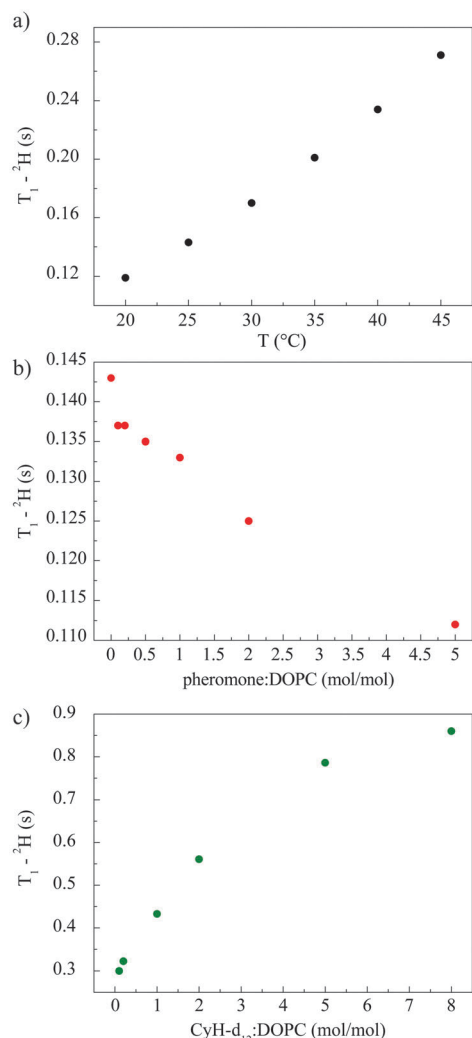 a)
0.28
0.24
0.20
0.16
0.12
T₁ - ²H (s)
20 25 30 35 40 45
T (°C)
b)
0.145
0.140
0.135
0.130
0.125
0.120
0.115
0.110
T₁ - ²H (s)
0 0.5 1 1.5 2 2.5 3 3.5 4 4.5 5
pheromone:DOPC (mol/mol)
c)
0.9
0.8
0.7
0.6
0.5
0.4
0.3
T₁ - ²H (s)
0 1 2 3 4 5 6 7 8
CyH-d₁₂:DOPC (mol/mol)